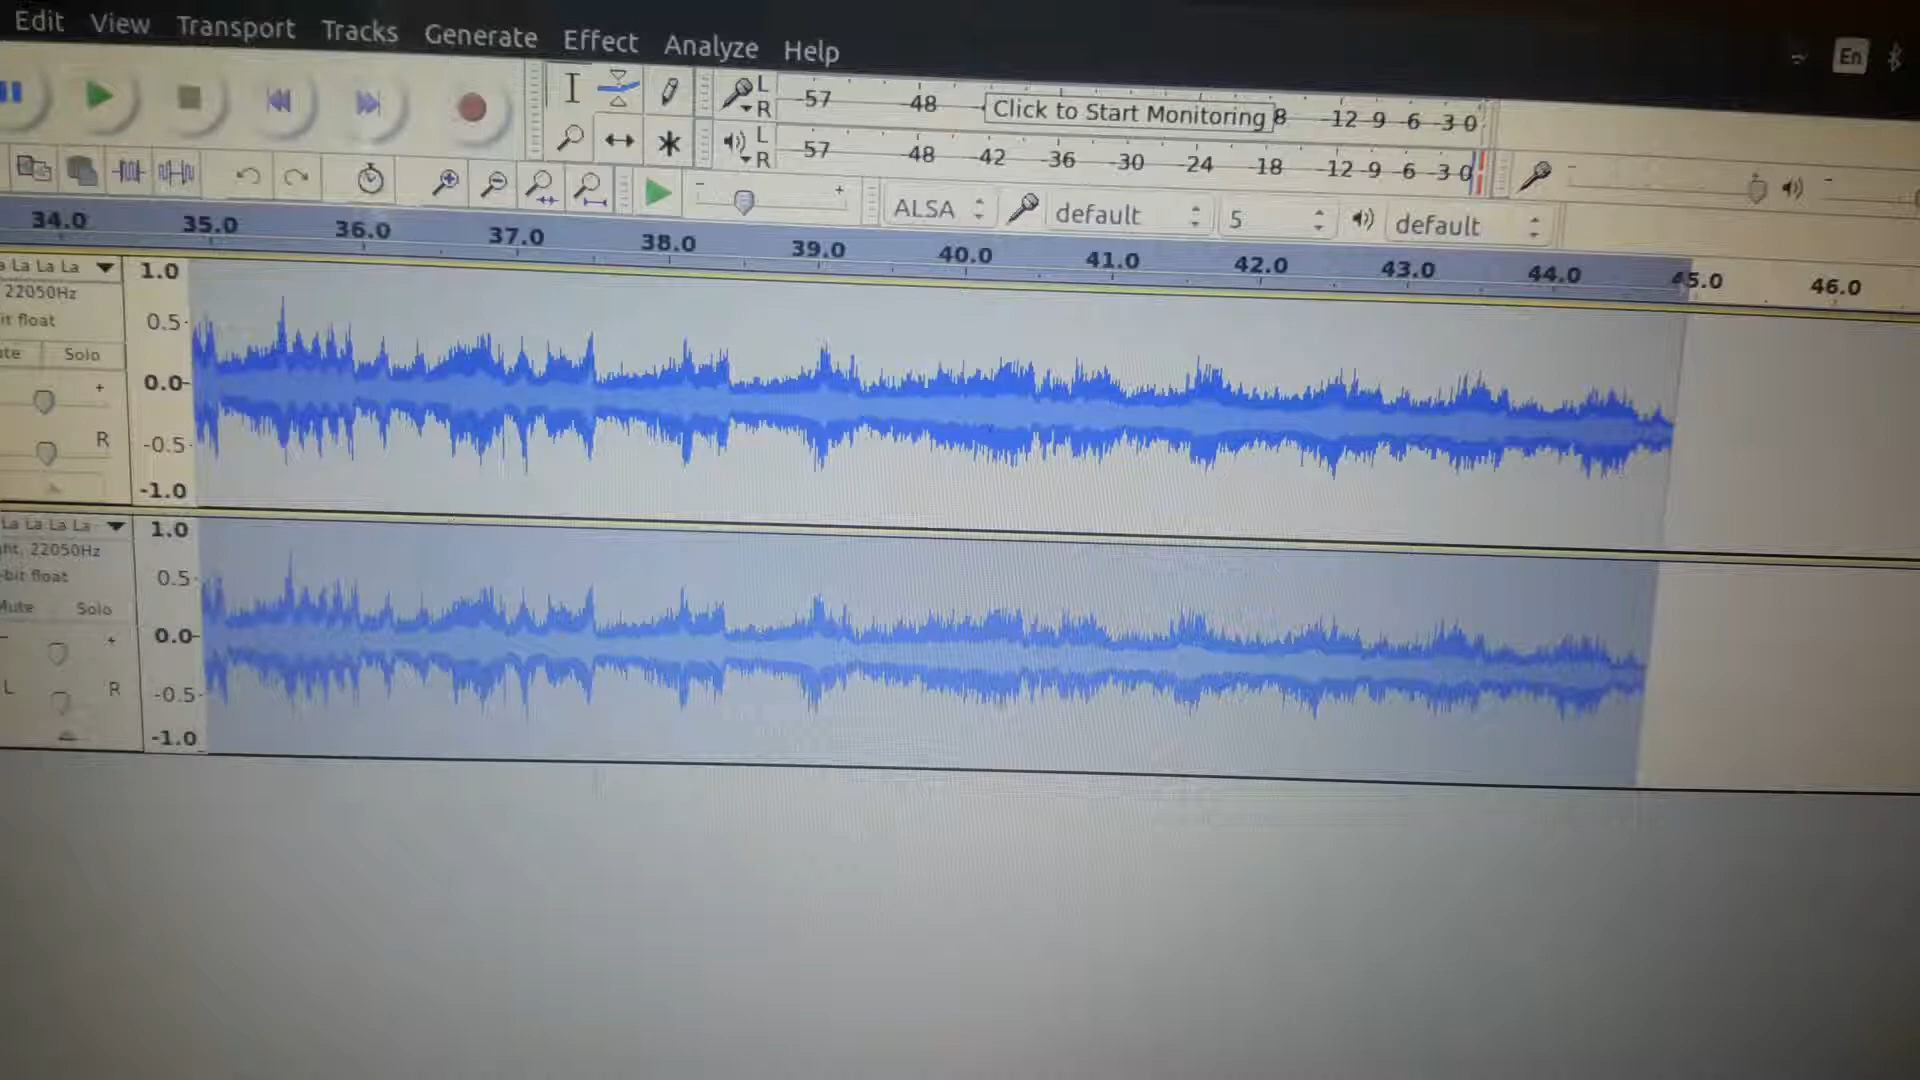 Edit View Transport Tracks Generate Effect Analyze Help
En
L R -57 -48 Click to Start Monitoring 8 -12 -9 -6 -3 0
L R -57 -48 -42 -36 -30 -24 -18 -12 -9 -6 -3 0
- + ALSA default 5 default
34.0 35.0 36.0 37.0 38.0 39.0 40.0 41.0 42.0 43.0 44.0 45.0 46.0
La La La 1.0
22050Hz
it float 0.5
Solo
0.0
+
R -0.5
-1.0
La La La La 1.0
22050Hz
-bit float 0.5
Mute Solo
- + 0.0
L R -0.5
-1.0